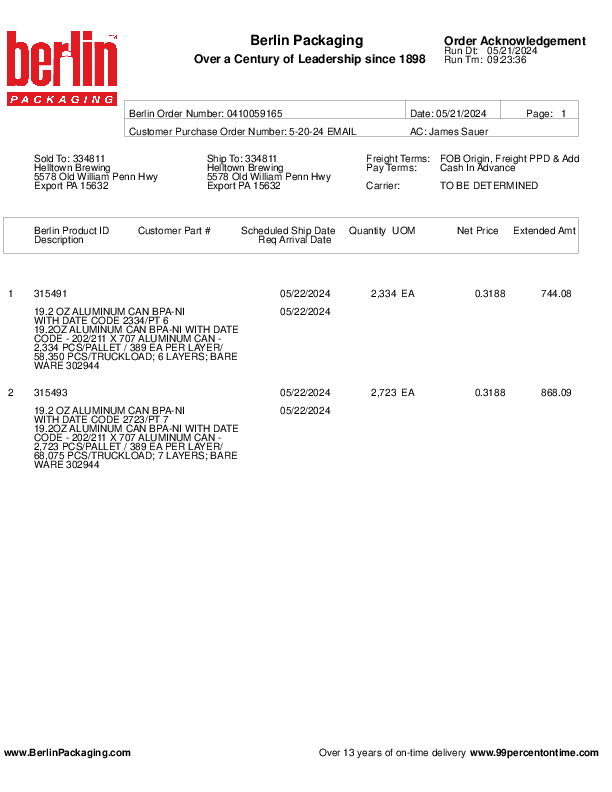 berlin™
PACKAGING
Berlin Packaging
Over a Century of Leadership since 1898
Order Acknowledgement
Run Dt: 05/21/2024
Run Tm: 09:23:36
Berlin Order Number: 0410059165 Date: 05/21/2024 Page: 1
Customer Purchase Order Number: 5-20-24 EMAIL AC: James Sauer
Sold To: 334811 Ship To: 334811 Freight Terms: FOB Origin, Freight PPD & Add
Helltown Brewing Helltown Brewing Pay Terms: Cash In Advance
5578 Old William Penn Hwy 5578 Old William Penn Hwy
Export PA 15632 Export PA 15632 Carrier: TO BE DETERMINED
Berlin Product ID Customer Part # Scheduled Ship Date Quantity UOM Net Price Extended Amt
Description Req Arrival Date
1 315491 05/22/2024 2,334 EA 0.3188 744.08
19.2 OZ ALUMINUM CAN BPA-NI 05/22/2024
WITH DATE CODE 2334/PT 6
19.2OZ ALUMINUM CAN BPA-NI WITH DATE
CODE - 202/211 X 707 ALUMINUM CAN -
2,334 PCS/PALLET / 389 EA PER LAYER/
58,350 PCS/TRUCKLOAD; 6 LAYERS; BARE
WARE 302944
2 315493 05/22/2024 2,723 EA 0.3188 868.09
19.2 OZ ALUMINUM CAN BPA-NI 05/22/2024
WITH DATE CODE 2723/PT 7
19.2OZ ALUMINUM CAN BPA-NI WITH DATE
CODE - 202/211 X 707 ALUMINUM CAN -
2,723 PCS/PALLET / 389 EA PER LAYER/
68,075 PCS/TRUCKLOAD; 7 LAYERS; BARE
WARE 302944
www.BerlinPackaging.com Over 13 years of on-time delivery www.99percentontime.com